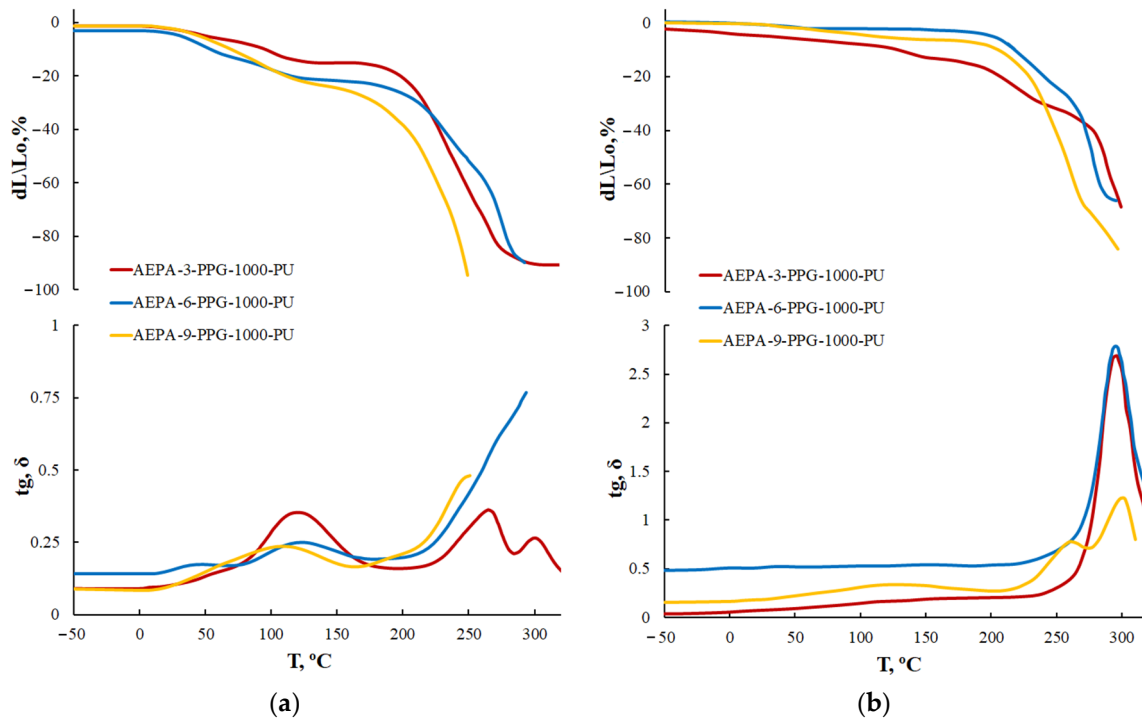 0
−20
−40
−60
−80
−100
dL\Lo,%
AEPA-3-PPG-1000-PU
AEPA-6-PPG-1000-PU
AEPA-9-PPG-1000-PU
1
0.75
0.5
0.25
0
tg, δ
−50 0 50 100 150 200 250 300
T, ºC
(a)
0
−20
−40
−60
−80
−100
dL\Lo,%
AEPA-3-PPG-1000-PU
AEPA-6-PPG-1000-PU
AEPA-9-PPG-1000-PU
3
2.5
2
1.5
1
0.5
0
tg, δ
−50 0 50 100 150 200 250 300
T, ºC
(b)